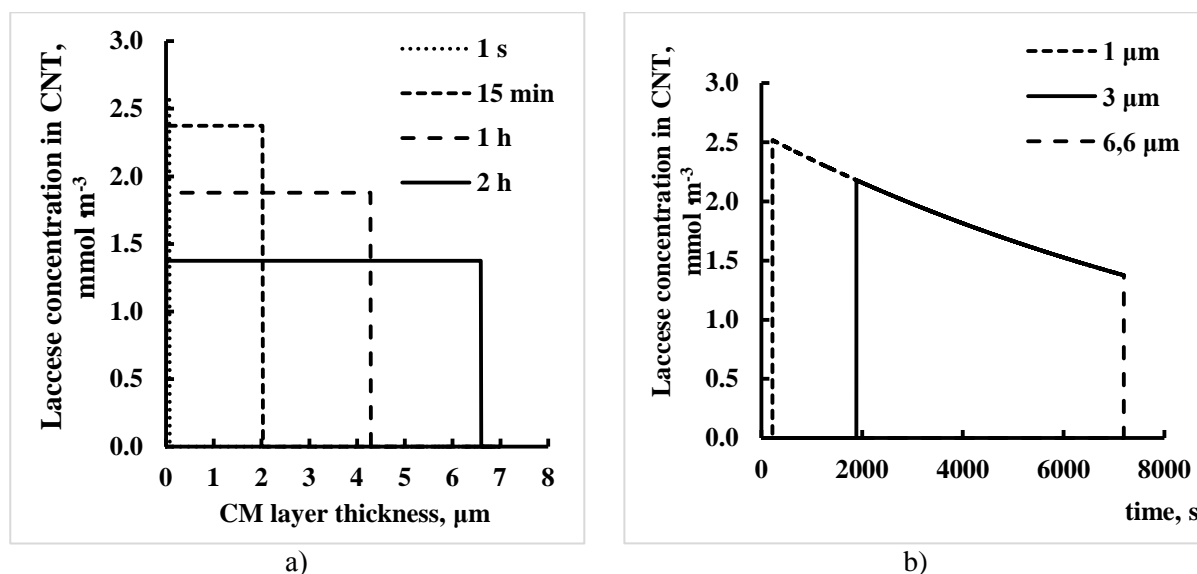 Laccese concentration in CNT,
mmol·m-3
3.0
2.5
2.0
1.5
1.0
0.5
0.0
0 1 2 3 4 5 6 7 8
CM layer thickness, µm
1 s
15 min
1 h
2 h
a)
Laccese concentration in CNT,
mmol·m-3
3.0
2.5
2.0
1.5
1.0
0.5
0.0
0 2000 4000 6000 8000
time, s
1 µm
3 µm
6,6 µm
b)